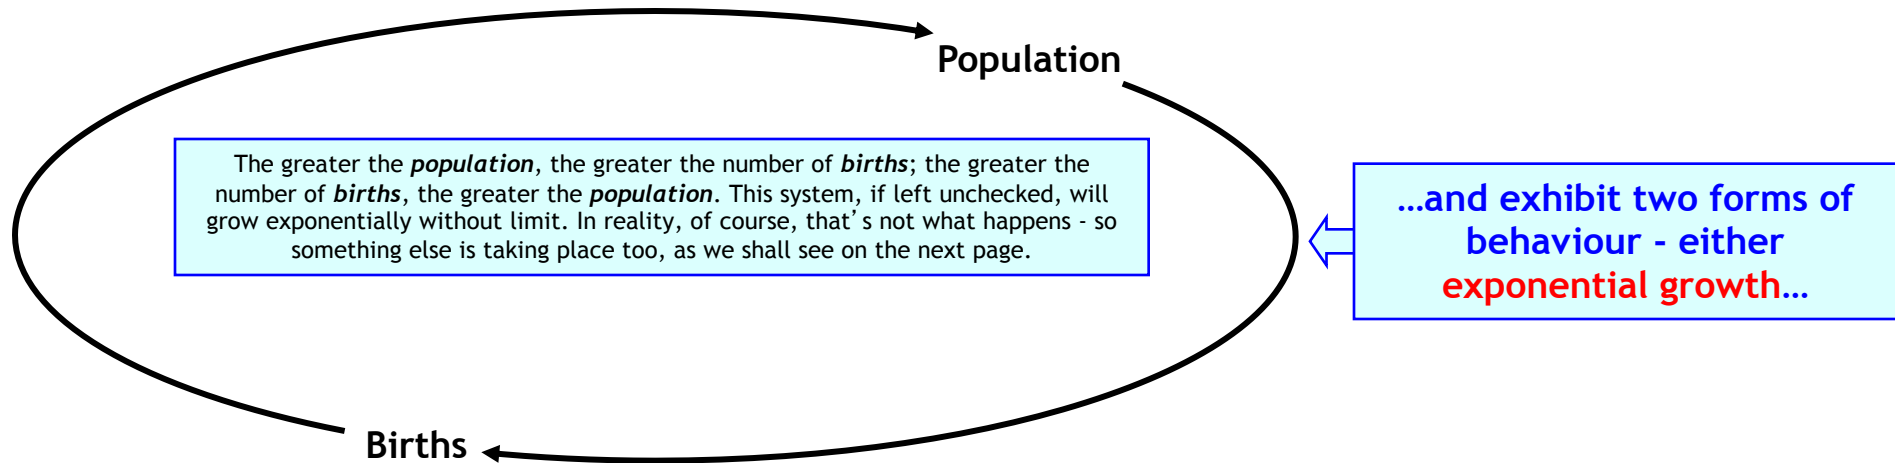 Population
The greater the population, the greater the number of births; the greater the
number of births, the greater the population. This system, if left unchecked, will
grow exponentially without limit. In reality, of course, that's not what happens - so
something else is taking place too, as we shall see on the next page.
…and exhibit two forms of
behaviour - either
exponential growth…
Births